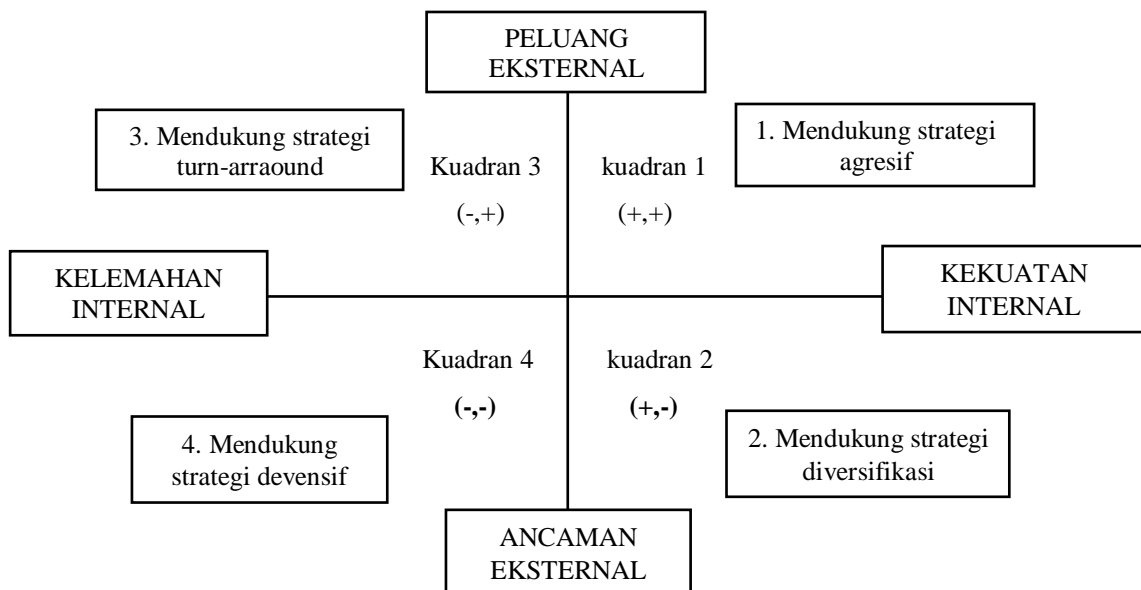 PELUANG
EKSTERNAL
3. Mendukung strategi
turn-arraound
1. Mendukung strategi
agresif
Kuadran 3
(-,+)
kuadran 1
(+,+)
KELEMAHAN
INTERNAL
KEKUATAN
INTERNAL
Kuadran 4
(-,-)
kuadran 2
(+,-)
4. Mendukung
strategi devensif
2. Mendukung strategi
diversifikasi
ANCAMAN
EKSTERNAL